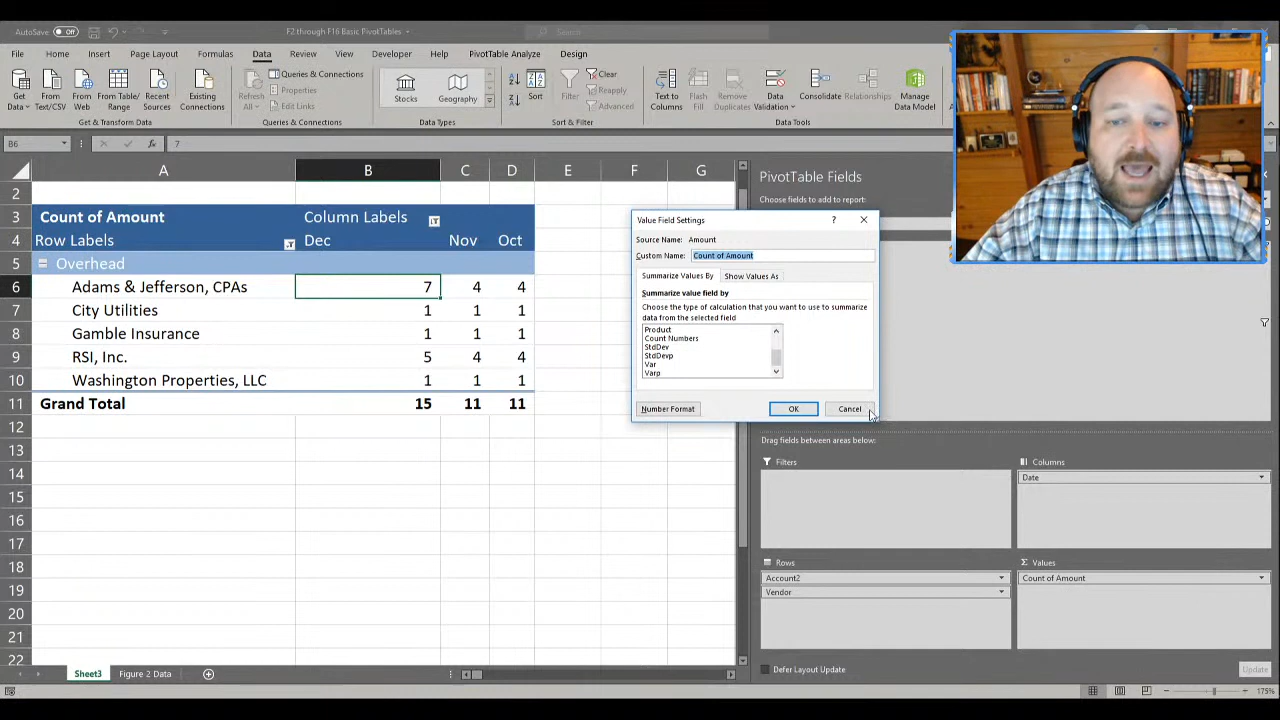 AutoSave Off F2 through F16 Basic PivotTables Search
File Home Insert Page Layout Formulas Data Review View Developer Help PivotTable Analyze Design
Get Data From Text/CSV From Web From Table/Range Recent Sources Existing Connections
Get & Transform Data
Refresh All Queries & Connections Properties Edit Links
Queries & Connections
Stocks Geography
Data Types
Sort Filter Clear Reapply Advanced
Sort & Filter
Text to Columns Flash Fill Remove Duplicates Data Validation Consolidate Relationships Manage Data Model
Data Tools
B6 fx 7
A B C D E F G
2
3 Count of Amount Column Labels
4 Row Labels Dec Nov Oct
5 Overhead
6 Adams & Jefferson, CPAs 7 4 4
7 City Utilities 1 1 1
8 Gamble Insurance 1 1 1
9 RSI, Inc. 5 4 4
10 Washington Properties, LLC 1 1 1
11 Grand Total 15 11 11
12
13
14
15
16
17
18
19
20
21
22
Sheet3 Figure 2 Data
PivotTable Fields
Choose fields to add to report:
Value Field Settings ?
Source Name: Amount
Custom Name: Count of Amount
Summarize Values By Show Values As
Summarize value field by
Choose the type of calculation that you want to use to summarize
data from the selected field
Product
Count Numbers
StdDev
StdDevp
Var
Varp
Number Format OK Cancel
Drag fields between areas below:
Filters Columns
Date
Rows Σ Values
Account2 Count of Amount
Vendor
Defer Layout Update Update
175%